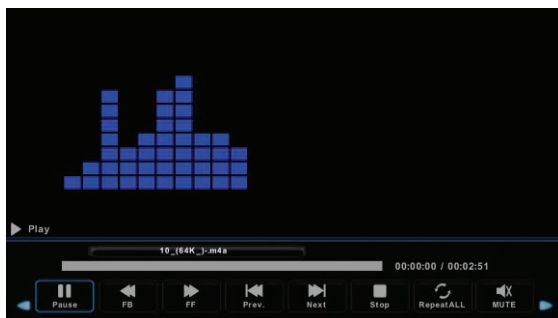 Play
10_(64K_)-.m4a
00:00:00 / 00:02:51
Pause FB FF Prev. Next Stop RepeatALL MUTE